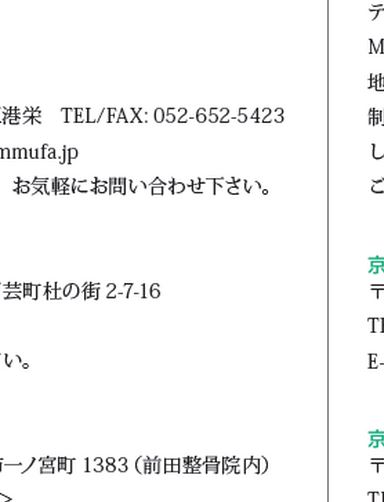 港栄　TEL/FAX: 052-652-5423
mmufa.jp
お気軽にお問い合わせ下さい。
芸町杜の街 2-7-16
い。
一ノ宮町 1383（前田整骨院内）
>
デ
M
地
制
し
ご
京
〒
TE
E-
京
〒